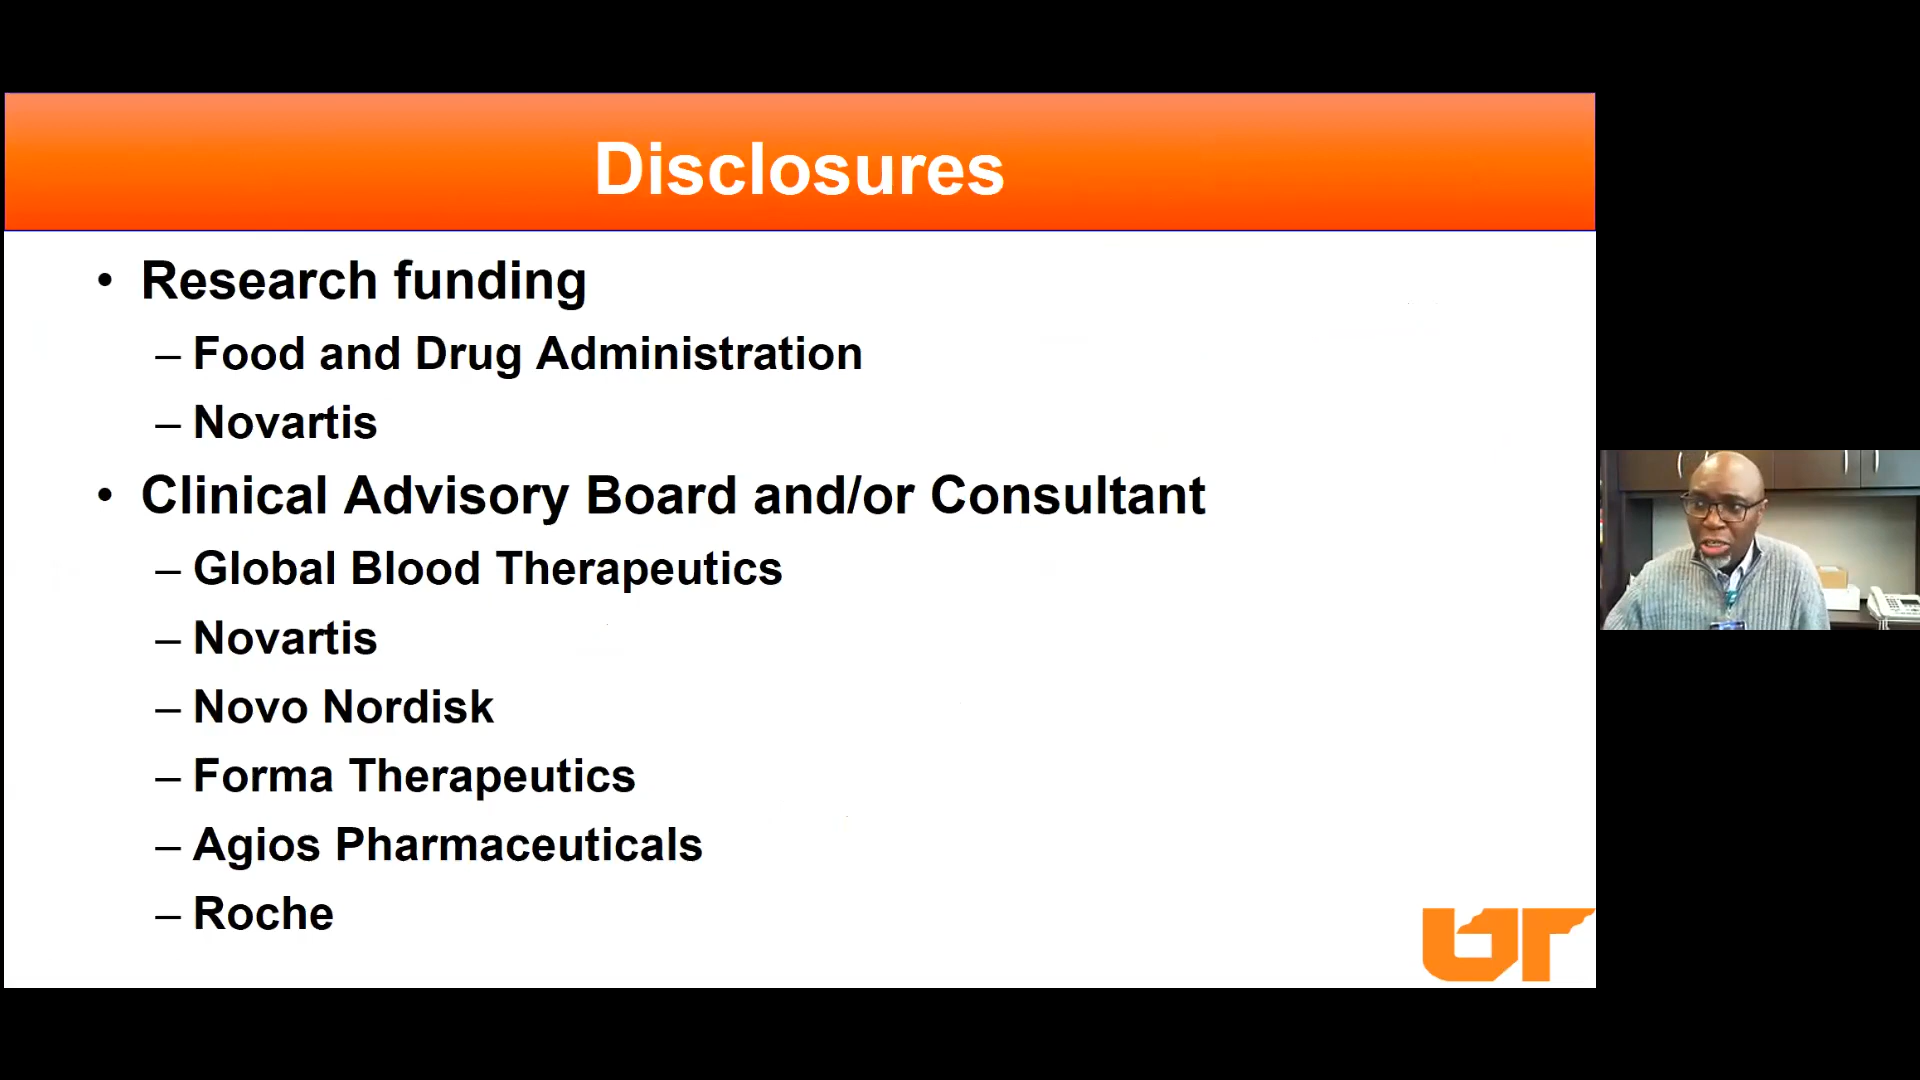 Disclosures
• Research funding
– Food and Drug Administration
– Novartis
• Clinical Advisory Board and/or Consultant
– Global Blood Therapeutics
– Novartis
– Novo Nordisk
– Forma Therapeutics
– Agios Pharmaceuticals
– Roche
UT